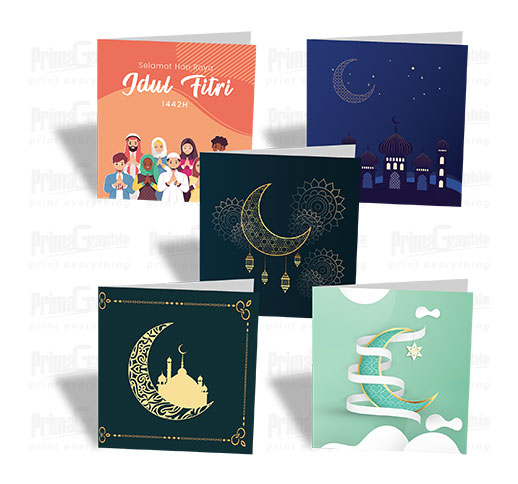 Selamat Hari Raya
Idul Fitri
1442H
PrimaGraphia
print everything